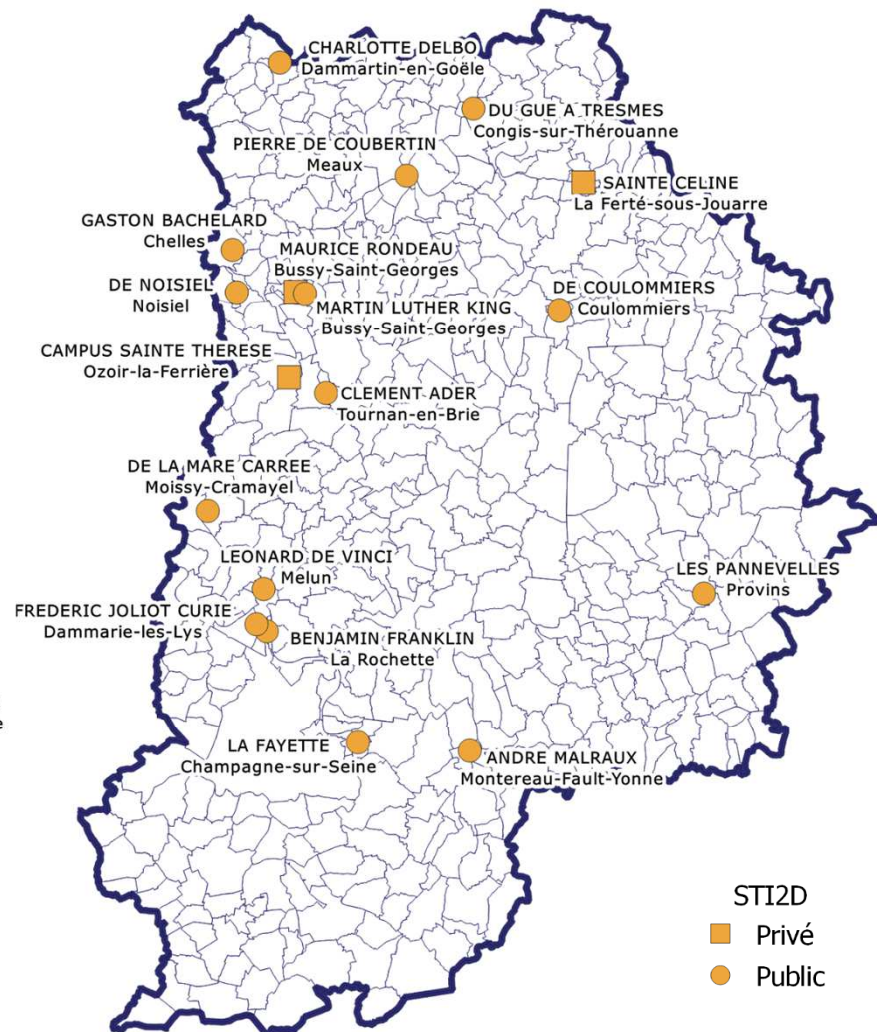 CHARLOTTE DELBO
Dammartin-en-Goële
DU GUE A TRESMES
Congis-sur-Thérouanne
PIERRE DE COUBERTIN
Meaux
SAINTE CELINE
La Ferté-sous-Jouarre
GASTON BACHELARD
Chelles
MAURICE RONDEAU
Bussy-Saint-Georges
DE NOISIEL
Noisiel
MARTIN LUTHER KING
Bussy-Saint-Georges
DE COULOMMIERS
Coulommiers
CAMPUS SAINTE THERESE
Ozoir-la-Ferrière
CLEMENT ADER
Tournan-en-Brie
DE LA MARE CARREE
Moissy-Cramayel
LEONARD DE VINCI
Melun
LES PANNEVELLES
Provins
FREDERIC JOLIOT CURIE
Dammarie-les-Lys
BENJAMIN FRANKLIN
La Rochette
LA FAYETTE
Champagne-sur-Seine
ANDRE MALRAUX
Montereau-Fault-Yonne
STI2D
Privé
Public